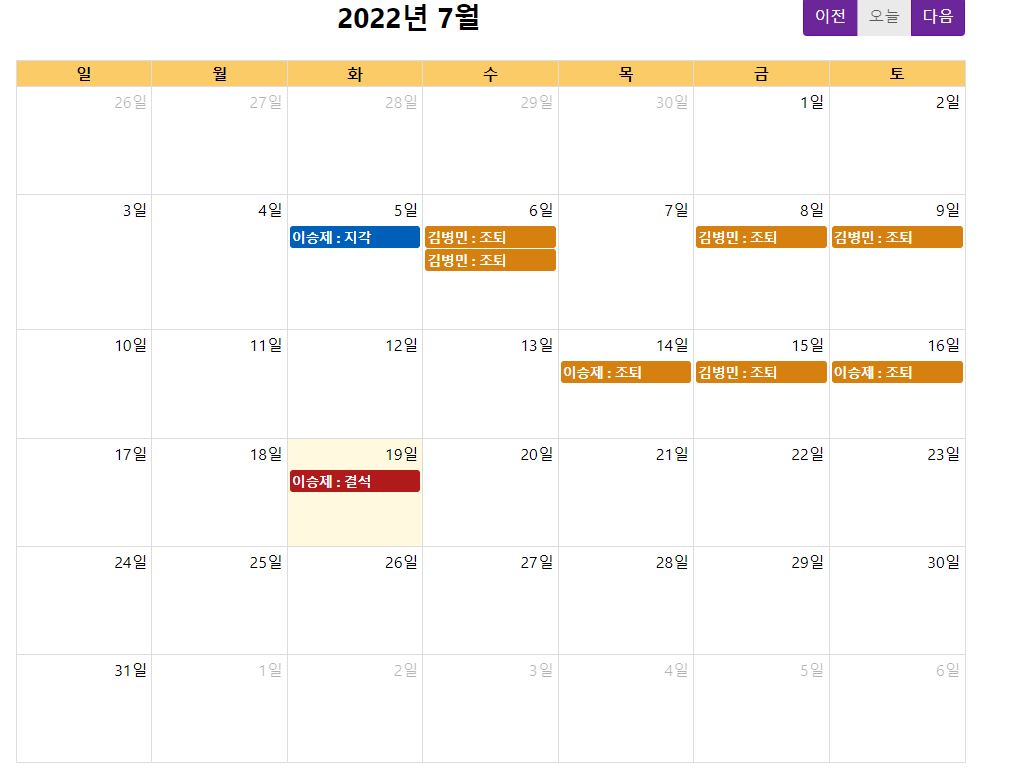 2022년 7월
이전 오늘 다음
일 월 화 수 목 금 토
26일 27일 28일 29일 30일 1일 2일
3일 4일 5일 6일 7일 8일 9일
이승제 : 지각 김병민 : 조퇴 김병민 : 조퇴 김병민 : 조퇴
김병민 : 조퇴
10일 11일 12일 13일 14일 15일 16일
이승제 : 조퇴 김병민 : 조퇴 이승제 : 조퇴
17일 18일 19일 20일 21일 22일 23일
이승제 : 결석
24일 25일 26일 27일 28일 29일 30일
31일 1일 2일 3일 4일 5일 6일